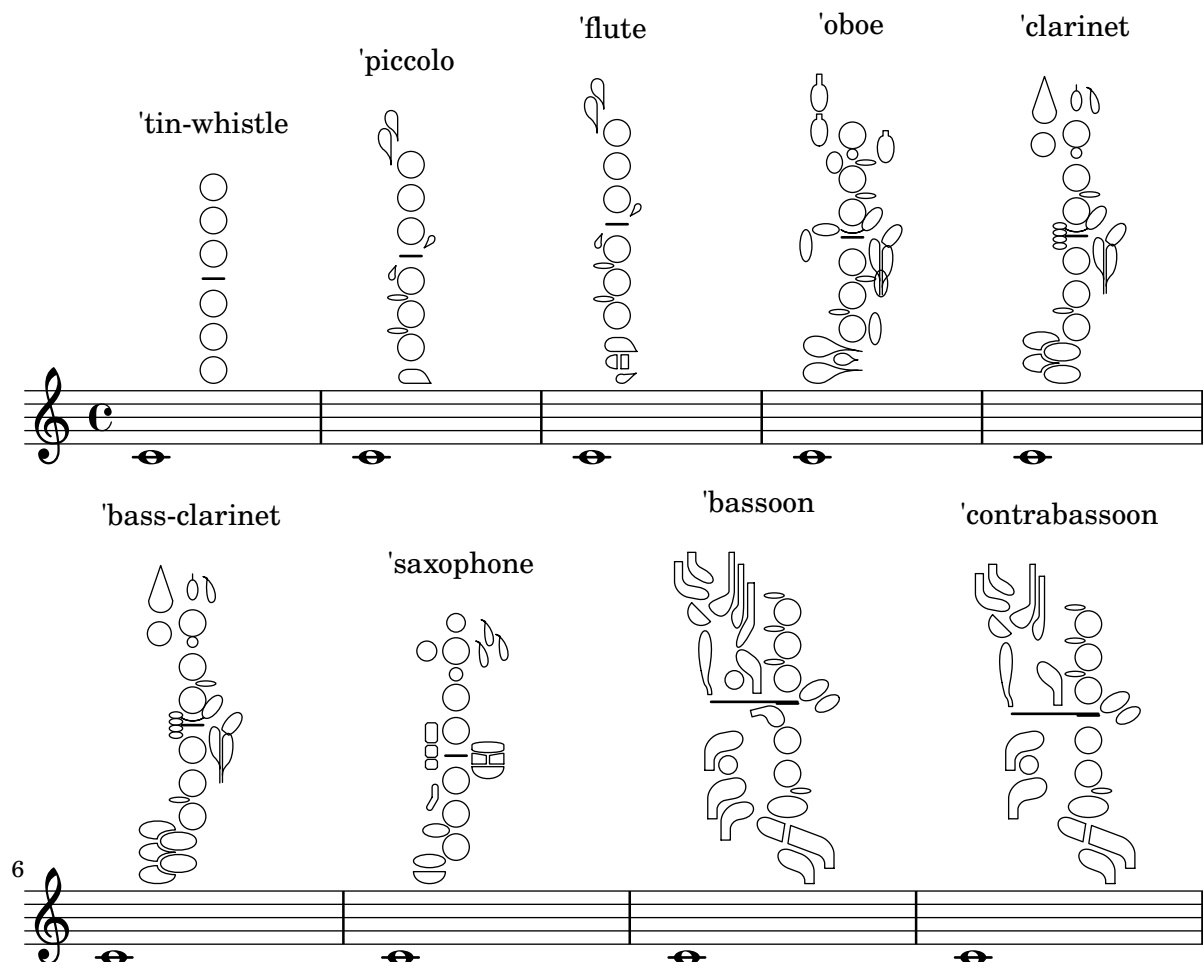 'tin-whistle
'piccolo
'flute
'oboe
'clarinet
'bass-clarinet
'saxophone
'bassoon
'contrabassoon
6